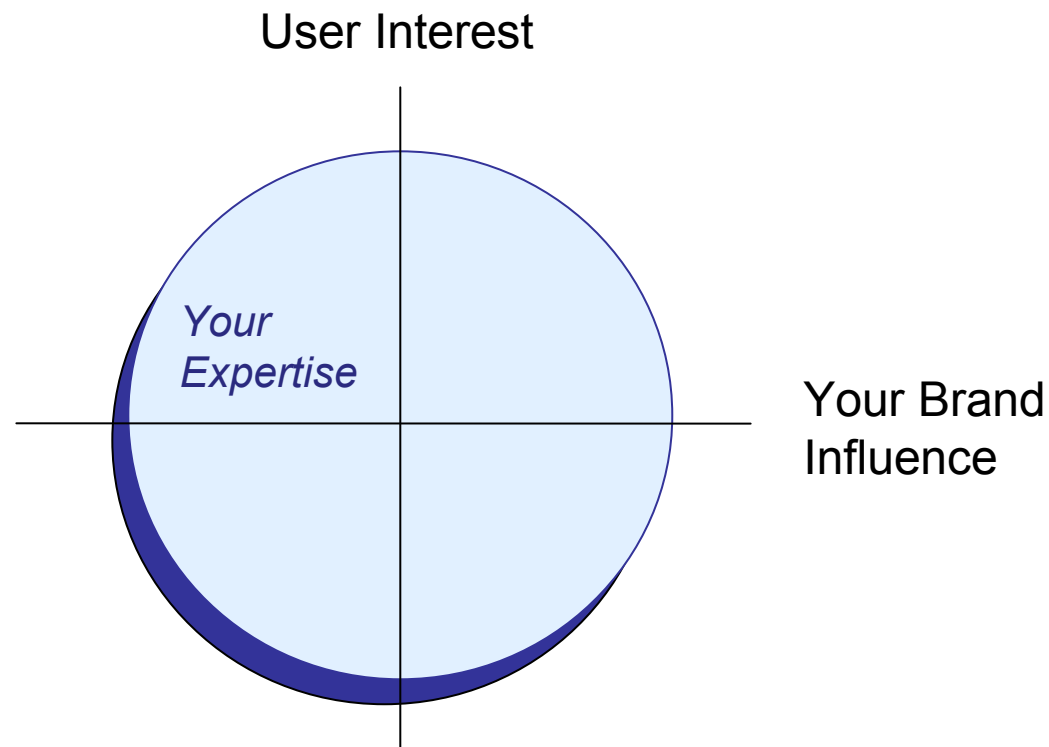 User Interest
Your
Expertise
Your Brand
Influence